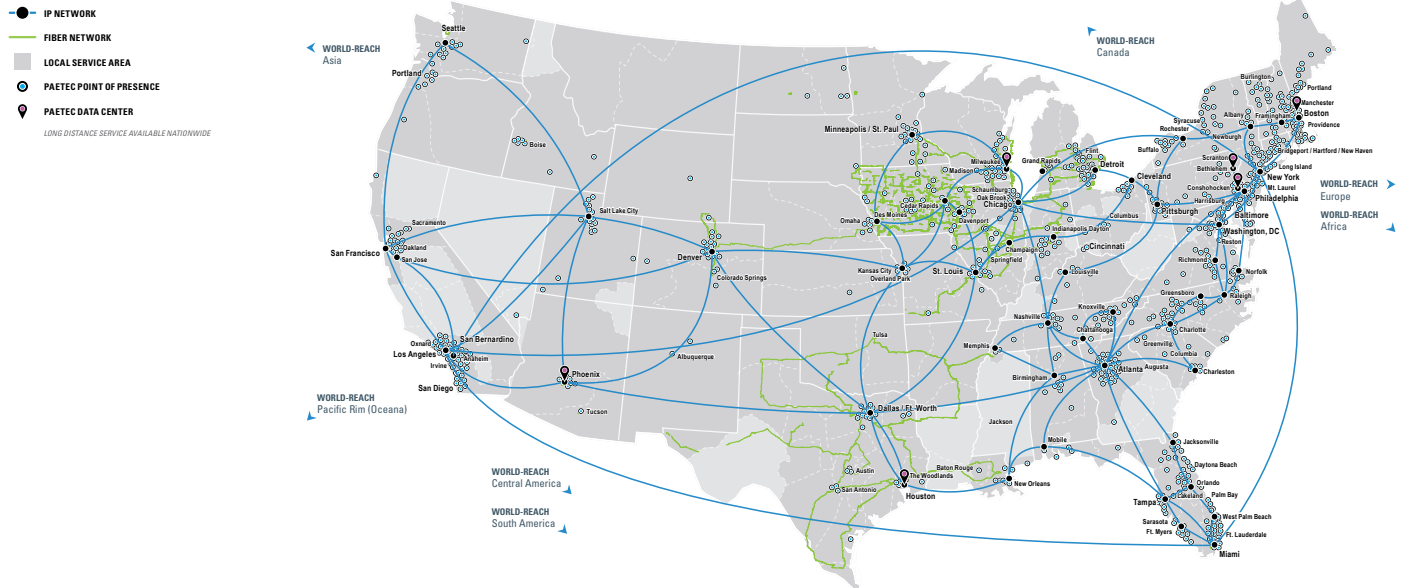 IP NETWORK
FIBER NETWORK
LOCAL SERVICE AREA
PAETEC POINT OF PRESENCE
PAETEC DATA CENTER
LONG DISTANCE SERVICE AVAILABLE NATIONWIDE
WORLD-REACH
Asia
WORLD-REACH
Canada
WORLD-REACH
Europe
WORLD-REACH
Africa
WORLD-REACH
Pacific Rim (Oceana)
WORLD-REACH
Central America
WORLD-REACH
South America
Seattle
Portland
Boise
Sacramento
Oakland
San Francisco
San Jose
Salt Lake City
Denver
Colorado Springs
Oxnard
San Bernardino
Los Angeles
Anaheim
Irvine
San Diego
Phoenix
Tucson
Albuquerque
Minneapolis / St. Paul
Milwaukee
Madison
Grand Rapids
Flint
Detroit
Schaumburg
Oak Brook
Chicago
Cedar Rapids
Des Moines
Omaha
Davenport
Kansas City
Overland Park
St. Louis
Springfield
Champaign
Indianapolis
Dayton
Cincinnati
Columbus
Cleveland
Pittsburgh
Louisville
Nashville
Knoxville
Chattanooga
Memphis
Birmingham
Atlanta
Augusta
Greenville
Columbia
Charleston
Charlotte
Greensboro
Raleigh
Norfolk
Richmond
Reston
Washington, DC
Baltimore
Harrisburg
Philadelphia
Mt. Laurel
Conshohocken
New York
Long Island
Bethlehem
Scranton
Bridgeport / Hartford / New Haven
Newburgh
Providence
Boston
Framingham
Manchester
Portland
Burlington
Albany
Syracuse
Rochester
Buffalo
Tulsa
Dallas / Ft. Worth
Jackson
Austin
San Antonio
The Woodlands
Houston
Baton Rouge
New Orleans
Mobile
Jacksonville
Daytona Beach
Orlando
Lakeland
Palm Bay
Tampa
Sarasota
Ft. Myers
West Palm Beach
Ft. Lauderdale
Miami